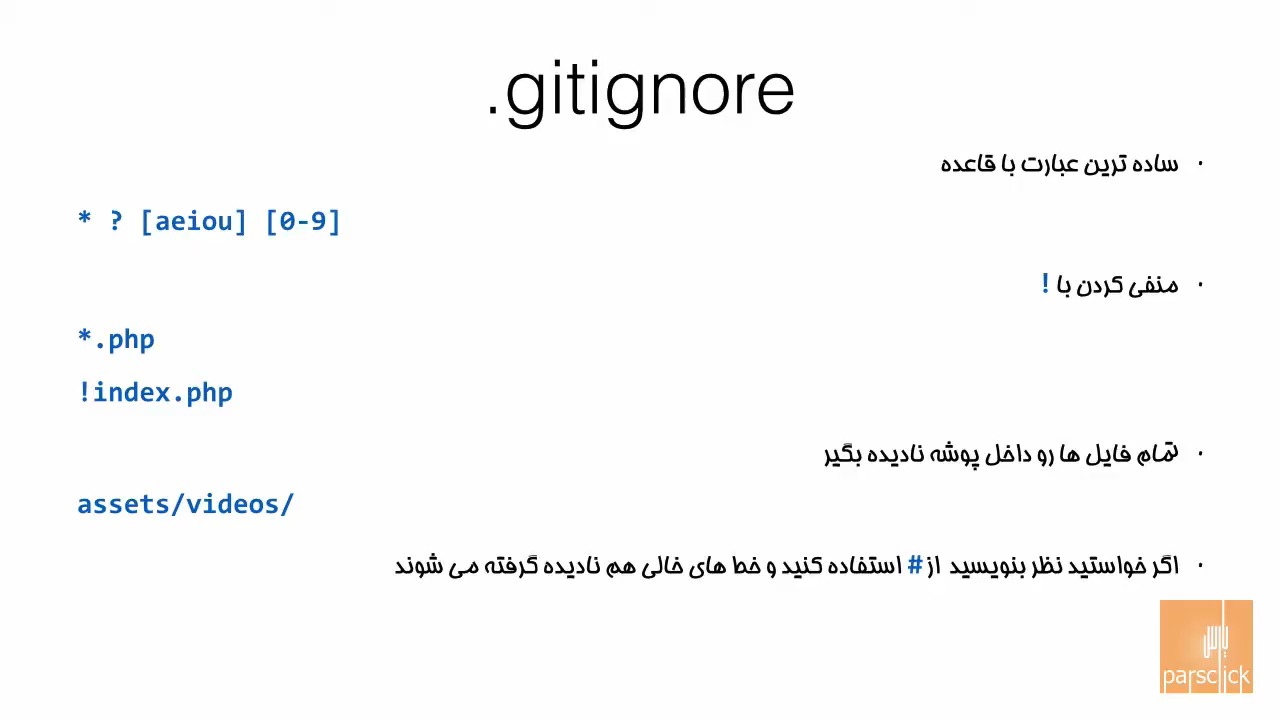 .gitignore
• ساده ترین عبارت با قاعده
* ? [aeiou] [0-9]
• منفی کردن با !
*.php
!index.php
• تمام فایل ها رو داخل پوشه نادیده بگیر
assets/videos/
• اگر خواستید نظر بنویسید از # استفاده کنید و خط های خالی هم نادیده گرفته می شوند
پارس
parsclick